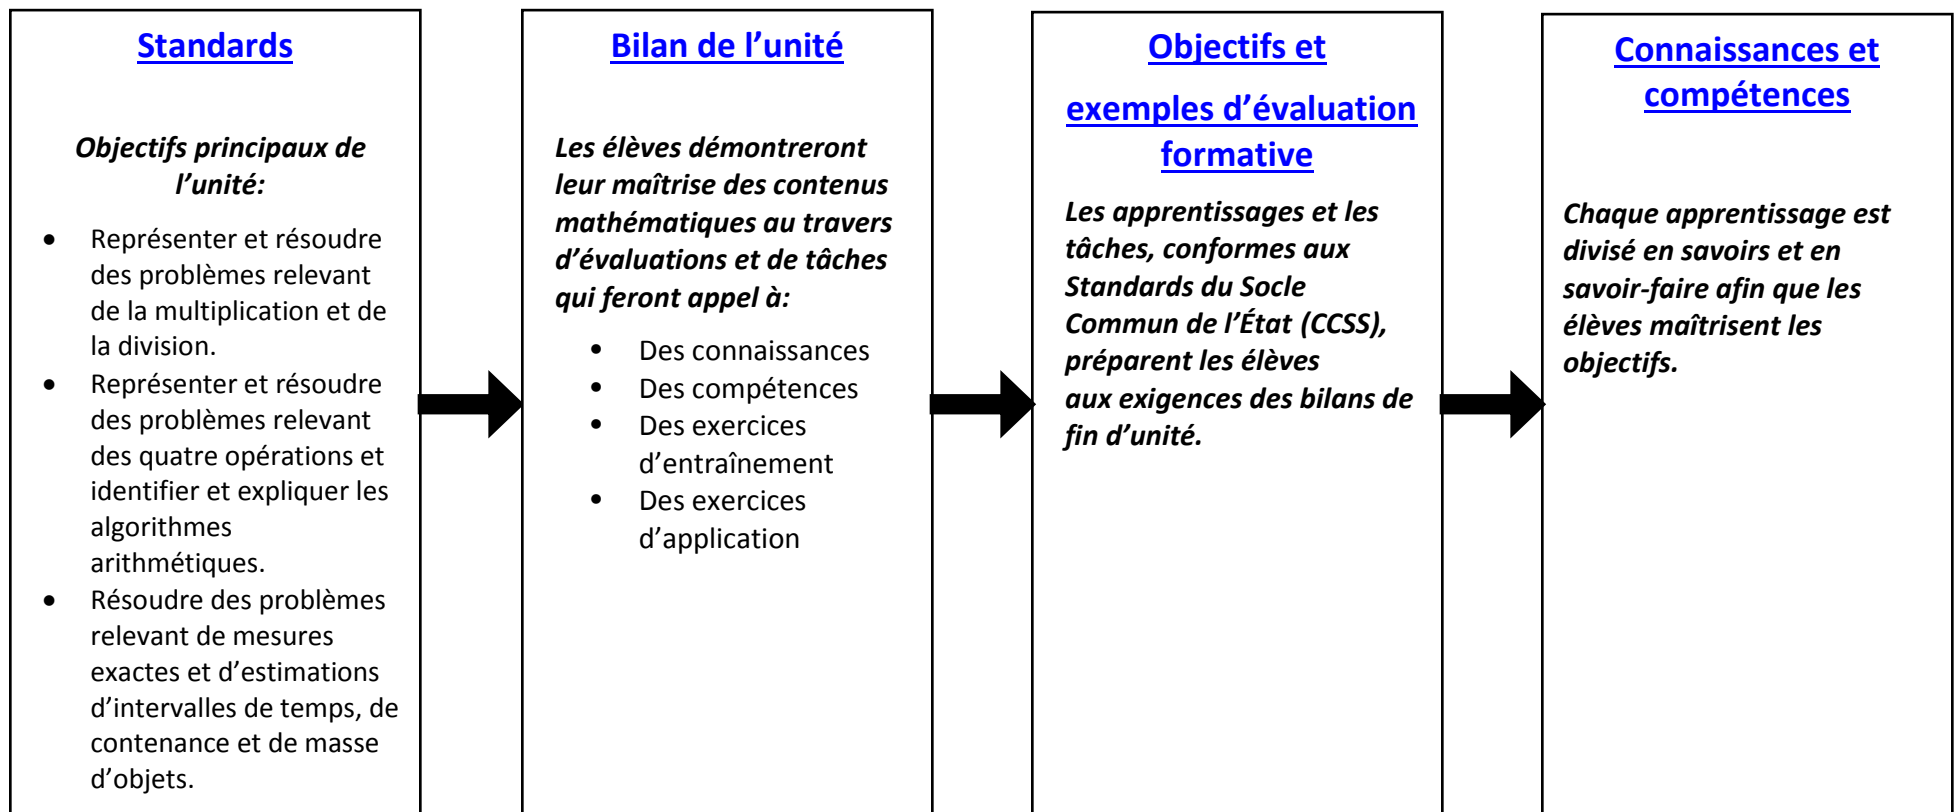 Standards
Objectifs principaux de
l’unité:
• Représenter et résoudre
des problèmes relevant
de la multiplication et de
la division.
• Représenter et résoudre
des problèmes relevant
des quatre opérations et
identifier et expliquer les
algorithmes
arithmétiques.
• Résoudre des problèmes
relevant de mesures
exactes et d’estimations
d’intervalles de temps, de
contenance et de masse
d’objets.
Bilan de l’unité
Les élèves démontreront
leur maîtrise des contenus
mathématiques au travers
d’évaluations et de tâches
qui feront appel à:
• Des connaissances
• Des compétences
• Des exercices
d’entraînement
• Des exercices
d’application
Objectifs et
exemples d’évaluation
formative
Les apprentissages et les
tâches, conformes aux
Standards du Socle
Commun de l’État (CCSS),
préparent les élèves
aux exigences des bilans de
fin d’unité.
Connaissances et
compétences
Chaque apprentissage est
divisé en savoirs et en
savoir-faire afin que les
élèves maîtrisent les
objectifs.